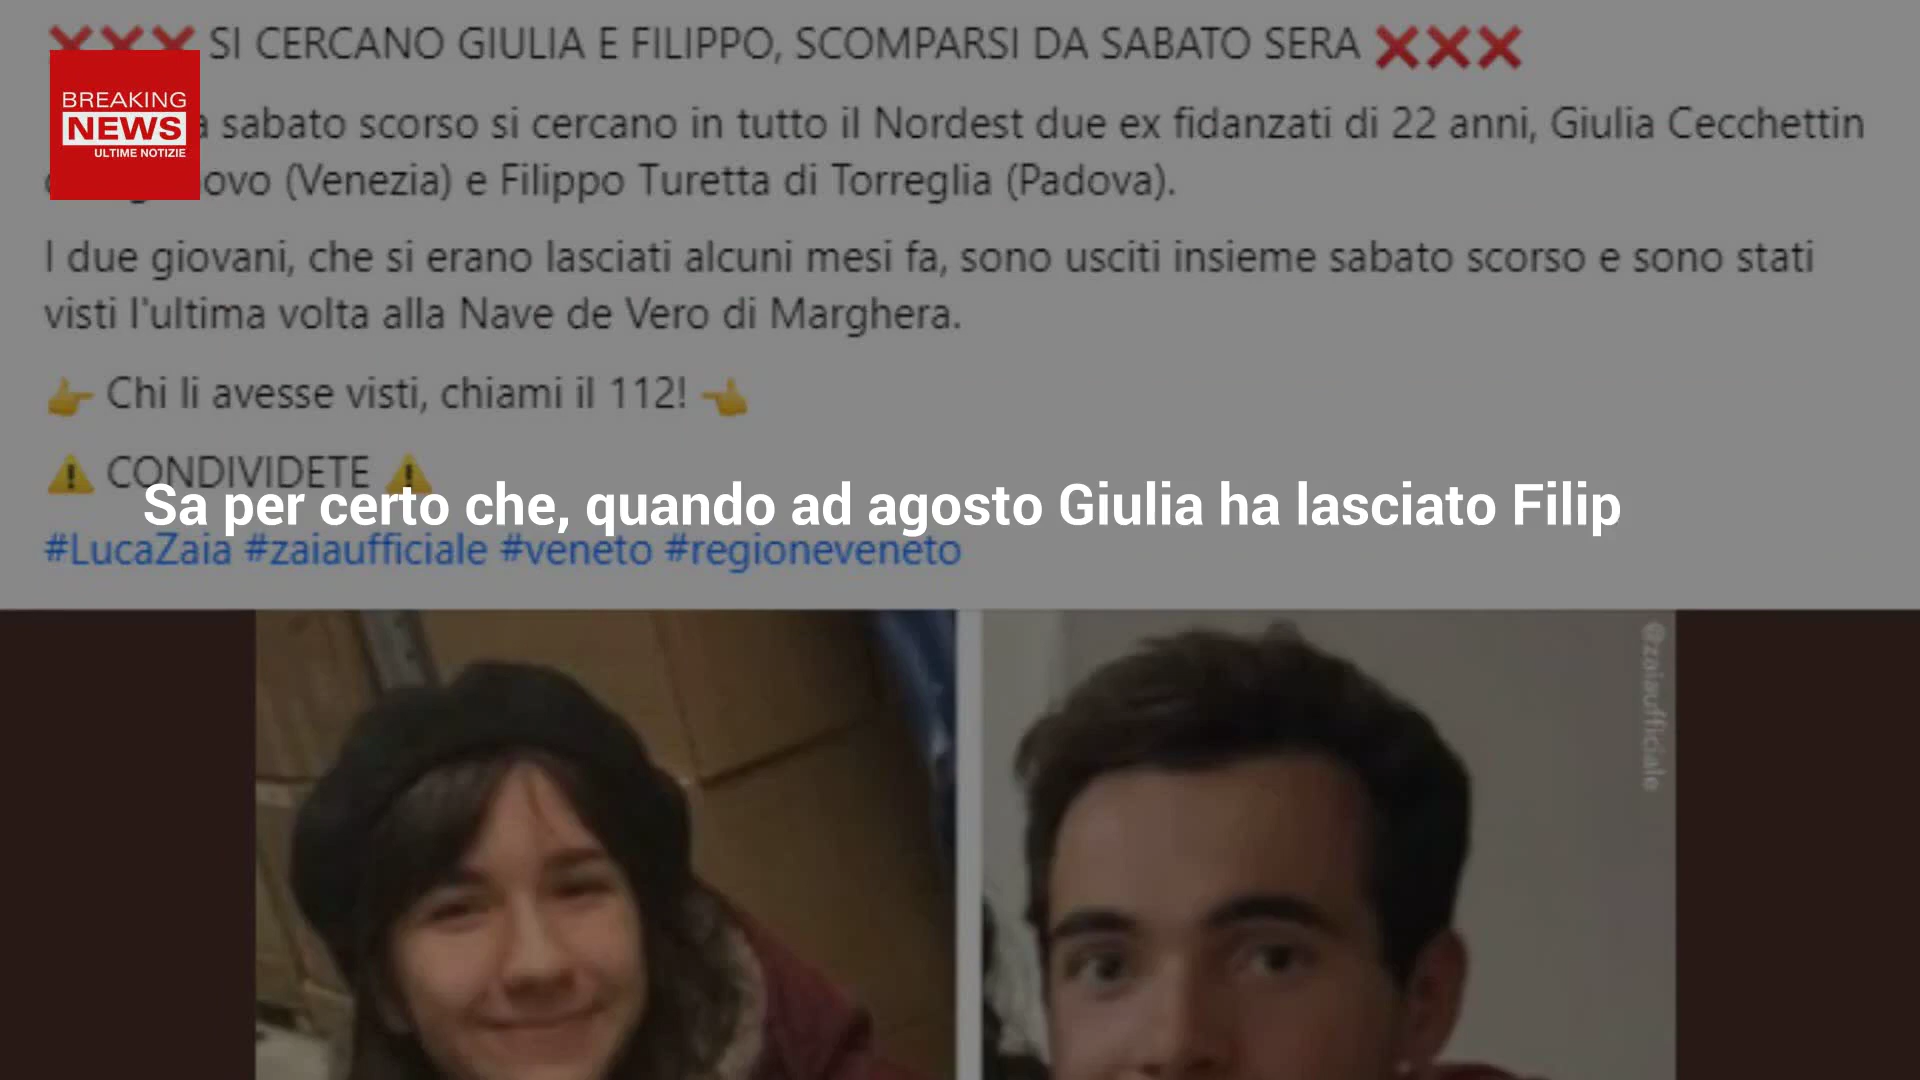 SI CERCANO GIULIA E FILIPPO, SCOMPARSI DA SABATO SERA
BREAKING
NEWS
ULTIME NOTIZIE
sabato scorso si cercano in tutto il Nordest due ex fidanzati di 22 anni, Giulia Cecchettin
(Venezia) e Filippo Turetta di Torreglia (Padova).
I due giovani, che si erano lasciati alcuni mesi fa, sono usciti insieme sabato scorso e sono stati
visti l'ultima volta alla Nave de Vero di Marghera.
👉 Chi li avesse visti, chiami il 112! 👈
⚠️ CONDIVIDETE ⚠️
Sa per certo che, quando ad agosto Giulia ha lasciato Filip
#LucaZaia #zaiaufficiale #veneto #regioneveneto
@zaiaufficiale